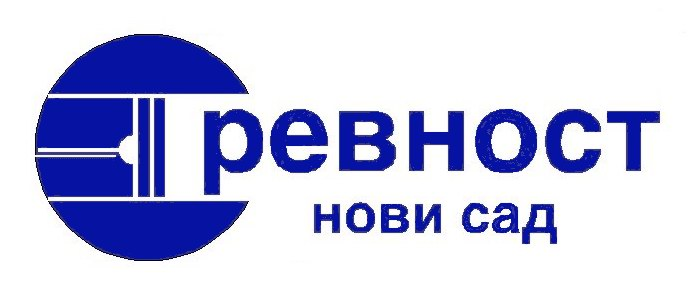 ревност
нови сад